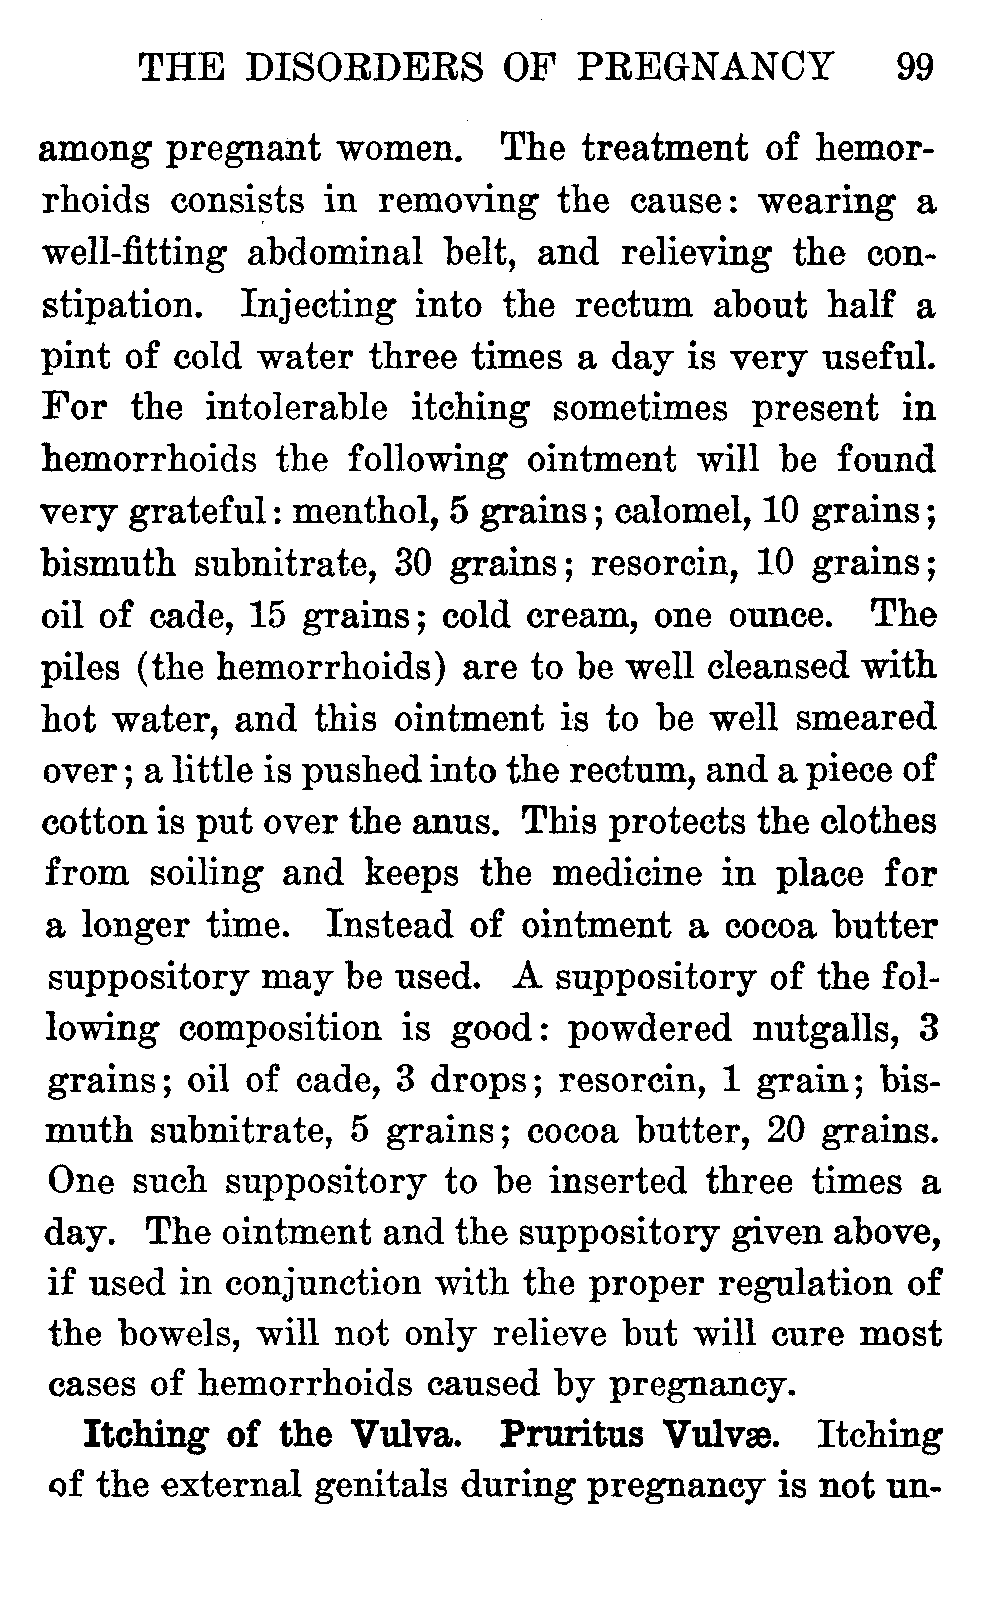 THE DISORDERS OF PREGNANCY 99
among pregnant women. The treatment of hemor-
rhoids consists in removing the cause: wearing a
well-fitting abdominal belt, and relieving the con-
stipation. Injecting into the rectum about half a
pint of cold water three times a day is very useful.
For the intolerable itching sometimes present in
hemorrhoids the following ointment will be found
very grateful: menthol, 5 grains; calomel, 10 grains;
bismuth subnitrate, 30 grains; resorcin, 10 grains;
oil of cade, 15 grains; cold cream, one ounce. The
piles (the hemorrhoids) are to be well cleansed with
hot water, and this ointment is to be well smeared
over; a little is pushed into the rectum, and a piece of
cotton is put over the anus. This protects the clothes
from soiling and keeps the medicine in place for
a longer time. Instead of ointment a cocoa butter
suppository may be used. A suppository of the fol-
lowing composition is good: powdered nutgalls, 3
grains; oil of cade, 3 drops; resorcin, 1 grain; bis-
muth subnitrate, 5 grains; cocoa butter, 20 grains.
One such suppository to be inserted three times a
day. The ointment and the suppository given above,
if used in conjunction with the proper regulation of
the bowels, will not only relieve but will cure most
cases of hemorrhoids caused by pregnancy.
Itching of the Vulva. Pruritus Vulvæ. Itching
of the external genitals during pregnancy is not un-